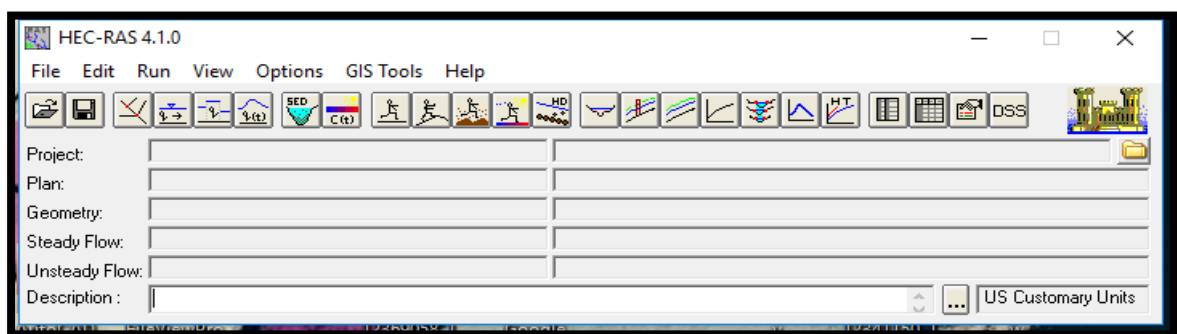 HEC-RAS 4.1.0
File Edit Run View Options GIS Tools Help
SED C(t) HD HT DSS
Project:
Plan:
Geometry:
Steady Flow:
Unsteady Flow:
Description : ... US Customary Units